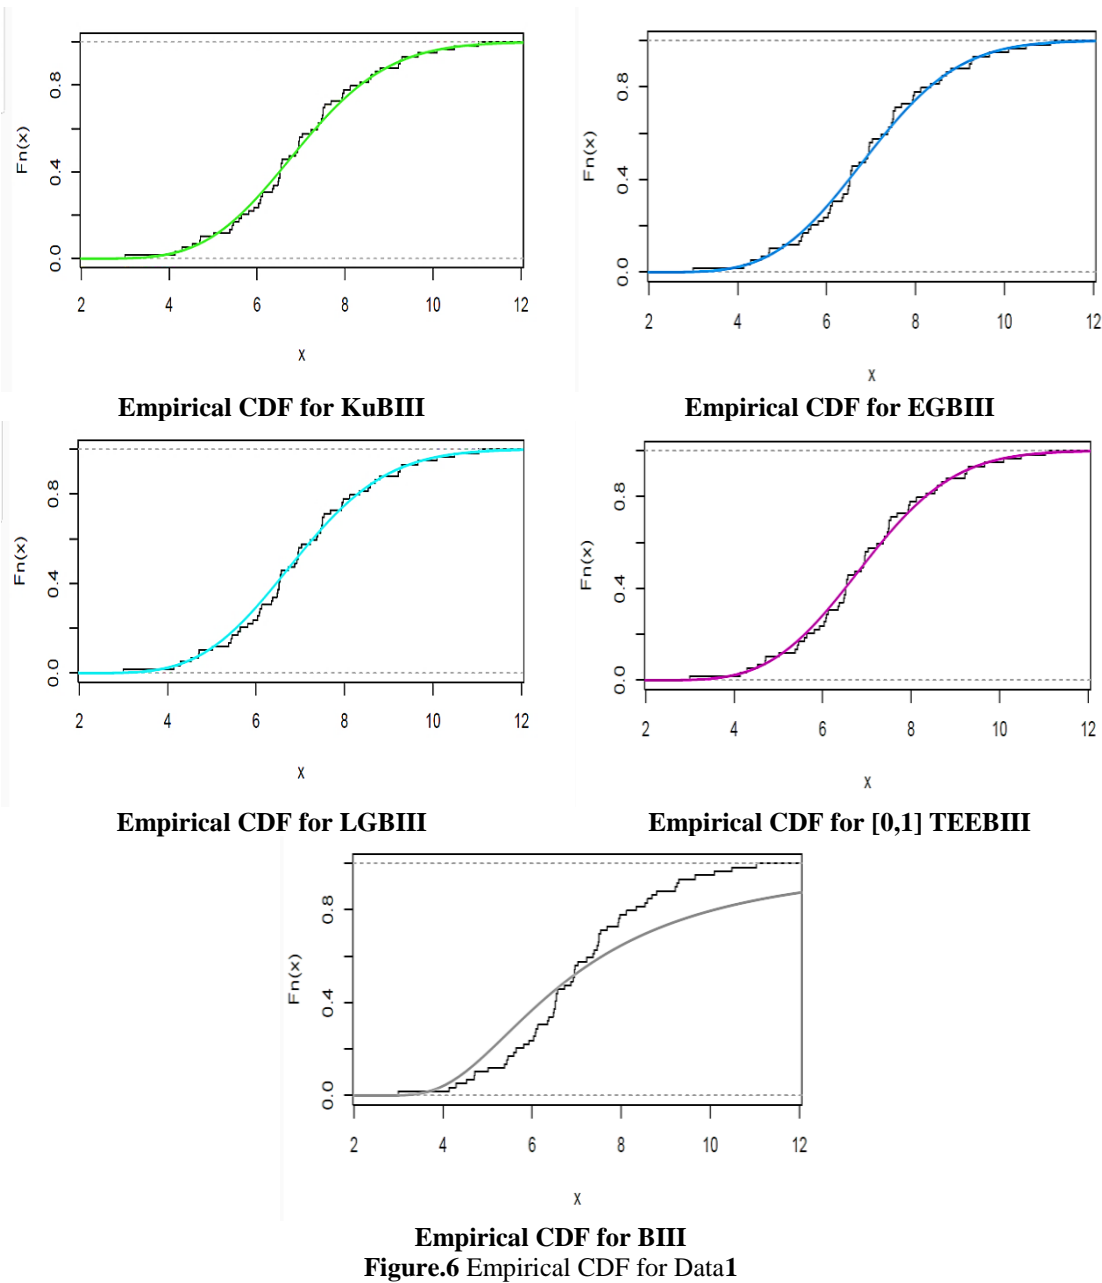 Fn(x)
0.0 0.4 0.8
2 4 6 8 10 12
x
Fn(x)
0.0 0.4 0.8
2 4 6 8 10 12
x
Empirical CDF for KuBIII
Empirical CDF for EGBIII
Fn(x)
0.0 0.4 0.8
2 4 6 8 10 12
x
Fn(x)
0.0 0.4 0.8
2 4 6 8 10 12
x
Empirical CDF for LGBIII
Empirical CDF for [0,1] TEEBIII
Fn(x)
0.0 0.4 0.8
2 4 6 8 10 12
x
Empirical CDF for BIII
Figure.6 Empirical CDF for Data1